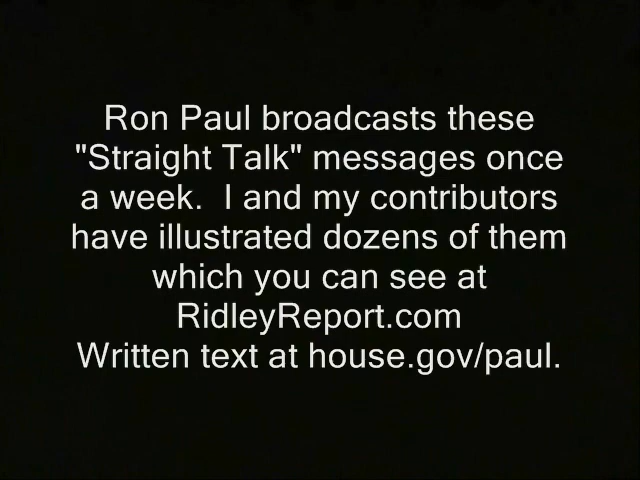 Ron Paul broadcasts these
"Straight Talk" messages once
a week.  I and my contributors
have illustrated dozens of them
which you can see at
RidleyReport.com
Written text at house.gov/paul.